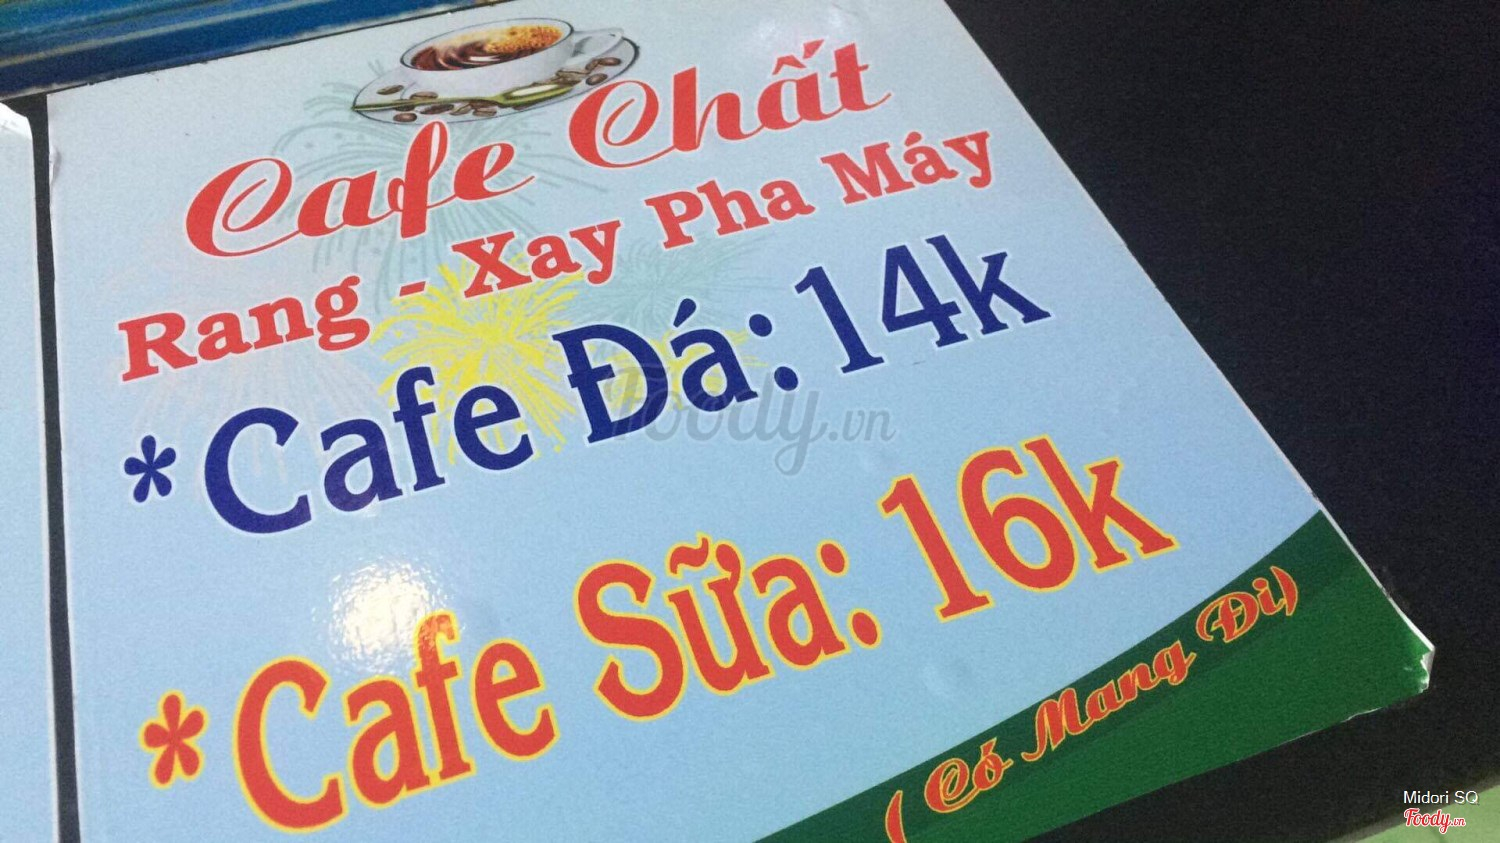 Cafe Chất
Rang - Xay Pha Máy
*Cafe Đá: 14k
*Cafe Sữa: 16k
(Có Mang Đi)
Foody.vn
Midori SQ
Foody.vn